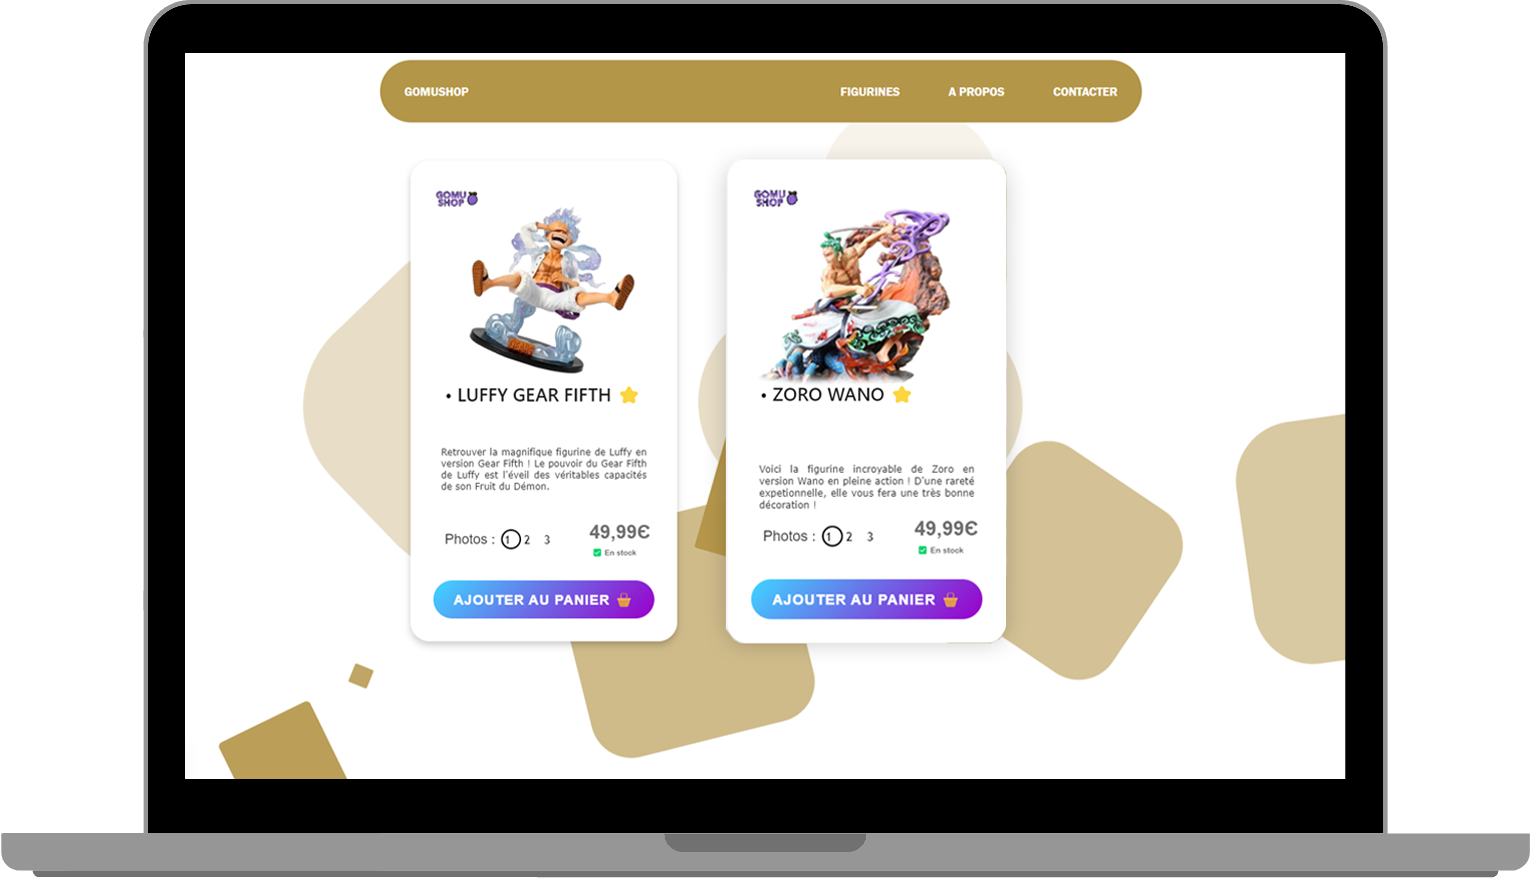 GOMUSHOP
FIGURINES
A PROPOS
CONTACTER
GOMU
SHOP
• LUFFY GEAR FIFTH
Retrouver la magnifique figurine de Luffy en
version Gear Fifth ! Le pouvoir du Gear Fifth
de Luffy est l'éveil des véritables capacités
de son Fruit du Démon.
Photos : 1 2 3
49,99€
En stock
AJOUTER AU PANIER
GOMU
SHOP
• ZORO WANO
Voici la figurine incroyable de Zoro en
version Wano en pleine action ! D'une rareté
expetionnelle, elle vous fera une très bonne
décoration !
Photos : 1 2 3
49,99€
En stock
AJOUTER AU PANIER